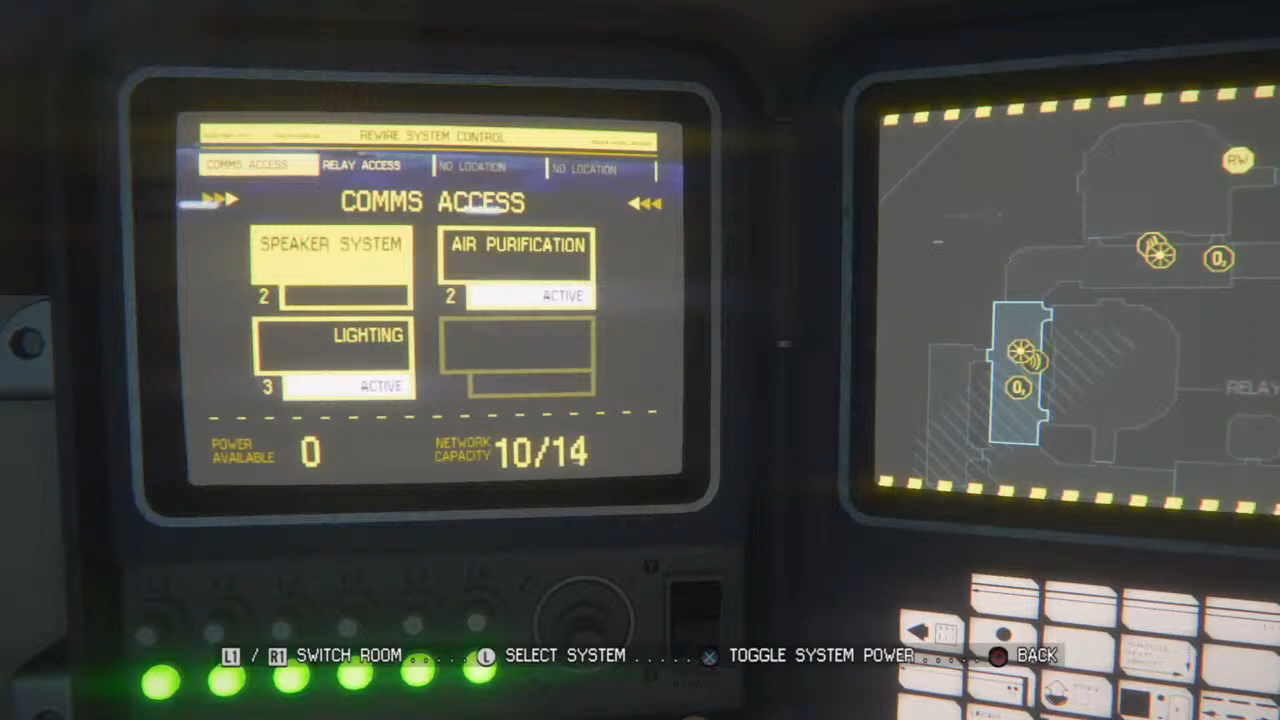 REWIRE SYSTEM CONTROL
COMMS ACCESS RELAY ACCESS NO LOCATION NO LOCATION
COMMS ACCESS
SPEAKER SYSTEM AIR PURIFICATION
2 2 ACTIVE
LIGHTING
3 ACTIVE
POWER AVAILABLE 0 NETWORK CAPACITY 10/14
RW
O₂
O₂
RELAY
L1 / R1 SWITCH ROOM ..... L SELECT SYSTEM ..... TOGGLE SYSTEM POWER ..... BACK